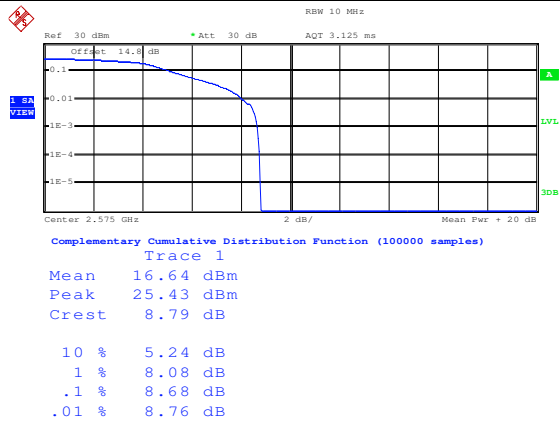 RBW 10 MHz
Ref 30 dBm * Att 30 dB AQT 3.125 ms
Offset 14.8 dB
0.1
A
0.01
1 SA
VIEW
1E-3
LVL
1E-4
1E-5
3DB
Center 2.575 GHz 2 dB/ Mean Pwr + 20 dB
Complementary Cumulative Distribution Function (100000 samples)
Trace 1
Mean 16.64 dBm
Peak 25.43 dBm
Crest 8.79 dB
10 % 5.24 dB
1 % 8.08 dB
.1 % 8.68 dB
.01 % 8.76 dB